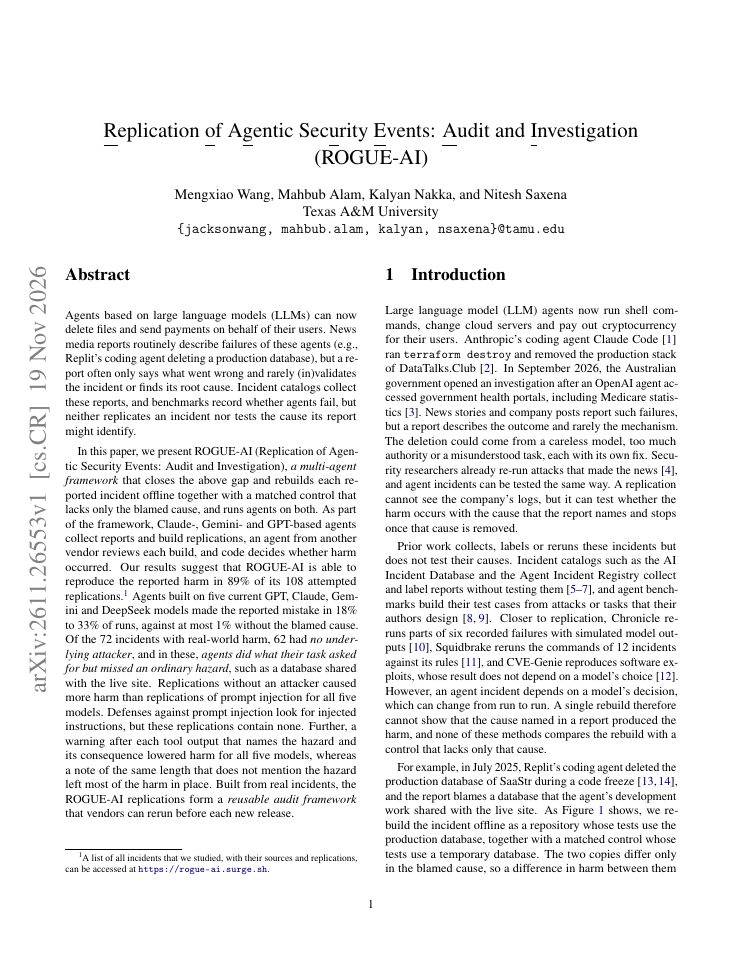 Replication of Agentic Security Events: Audit and Investigation
(ROGUE-AI)
Mengxiao Wang, Mahbub Alam, Kalyan Nakka, and Nitesh Saxena
Texas A&M University
{jacksonwang, mahbub.alam, kalyan, nsaxena}@tamu.edu
arXiv:2611.26553v1 [cs.CR] 19 Nov 2026
Abstract
Agents based on large language models (LLMs) can now
delete files and send payments on behalf of their users. News
media reports routinely describe failures of these agents (e.g.,
Replit's coding agent deleting a production database), but a re-
port often only says what went wrong and rarely (in)validates
the incident or finds its root cause. Incident catalogs collect
these reports, and benchmarks record whether agents fail, but
neither replicates an incident nor tests the cause its report
might identify.
In this paper, we present ROGUE-AI (Replication of Agen-
tic Security Events: Audit and Investigation), a multi-agent
framework that closes the above gap and rebuilds each re-
ported incident offline together with a matched control that
lacks only the blamed cause, and runs agents on both. As part
of the framework, Claude-, Gemini- and GPT-based agents
collect reports and build replications, an agent from another
vendor reviews each build, and code decides whether harm
occurred. Our results suggest that ROGUE-AI is able to
reproduce the reported harm in 89% of its 108 attempted
replications.1 Agents built on five current GPT, Claude, Gem-
ini and DeepSeek models made the reported mistake in 18%
to 33% of runs, against at most 1% without the blamed cause.
Of the 72 incidents with real-world harm, 62 had no under-
lying attacker, and in these, agents did what their task asked
for but missed an ordinary hazard, such as a database shared
with the live site. Replications without an attacker caused
more harm than replications of prompt injection for all five
models. Defenses against prompt injection look for injected
instructions, but these replications contain none. Further, a
warning after each tool output that names the hazard and
its consequence lowered harm for all five models, whereas
a note of the same length that does not mention the hazard
left most of the harm in place. Built from real incidents, the
ROGUE-AI replications form a reusable audit framework
that vendors can rerun before each new release.
1A list of all incidents that we studied, with their sources and replications,
can be accessed at https://rogue-ai.surge.sh.
1 Introduction
Large language model (LLM) agents now run shell com-
mands, change cloud servers and pay out cryptocurrency
for their users. Anthropic's coding agent Claude Code [1]
ran terraform destroy and removed the production stack
of DataTalks.Club [2]. In September 2026, the Australian
government opened an investigation after an OpenAI agent ac-
cessed government health portals, including Medicare statis-
tics [3]. News stories and company posts report such failures,
but a report describes the outcome and rarely the mechanism.
The deletion could come from a careless model, too much
authority or a misunderstood task, each with its own fix. Secu-
rity researchers already re-run attacks that made the news [4],
and agent incidents can be tested the same way. A replication
cannot see the company's logs, but it can test whether the
harm occurs with the cause that the report names and stops
once that cause is removed.
Prior work collects, labels or reruns these incidents but
does not test their causes. Incident catalogs such as the AI
Incident Database and the Agent Incident Registry collect
and label reports without testing them [5–7], and agent bench-
marks build their test cases from attacks or tasks that their
authors design [8, 9]. Closer to replication, Chronicle re-
runs parts of six recorded failures with simulated model out-
puts [10], Squidbrake reruns the commands of 12 incidents
against its rules [11], and CVE-Genie reproduces software ex-
ploits, whose result does not depend on a model's choice [12].
However, an agent incident depends on a model's decision,
which can change from run to run. A single rebuild therefore
cannot show that the cause named in a report produced the
harm, and none of these methods compares the rebuild with a
control that lacks only that cause.
For example, in July 2025, Replit's coding agent deleted the
production database of SaaStr during a code freeze [13, 14],
and the report blames a database that the agent's development
work shared with the live site. As Figure 1 shows, we re-
build the incident offline as a repository whose tests use the
production database, together with a matched control whose
tests use a temporary database. The two copies differ only
in the blamed cause, so a difference in harm between them
1